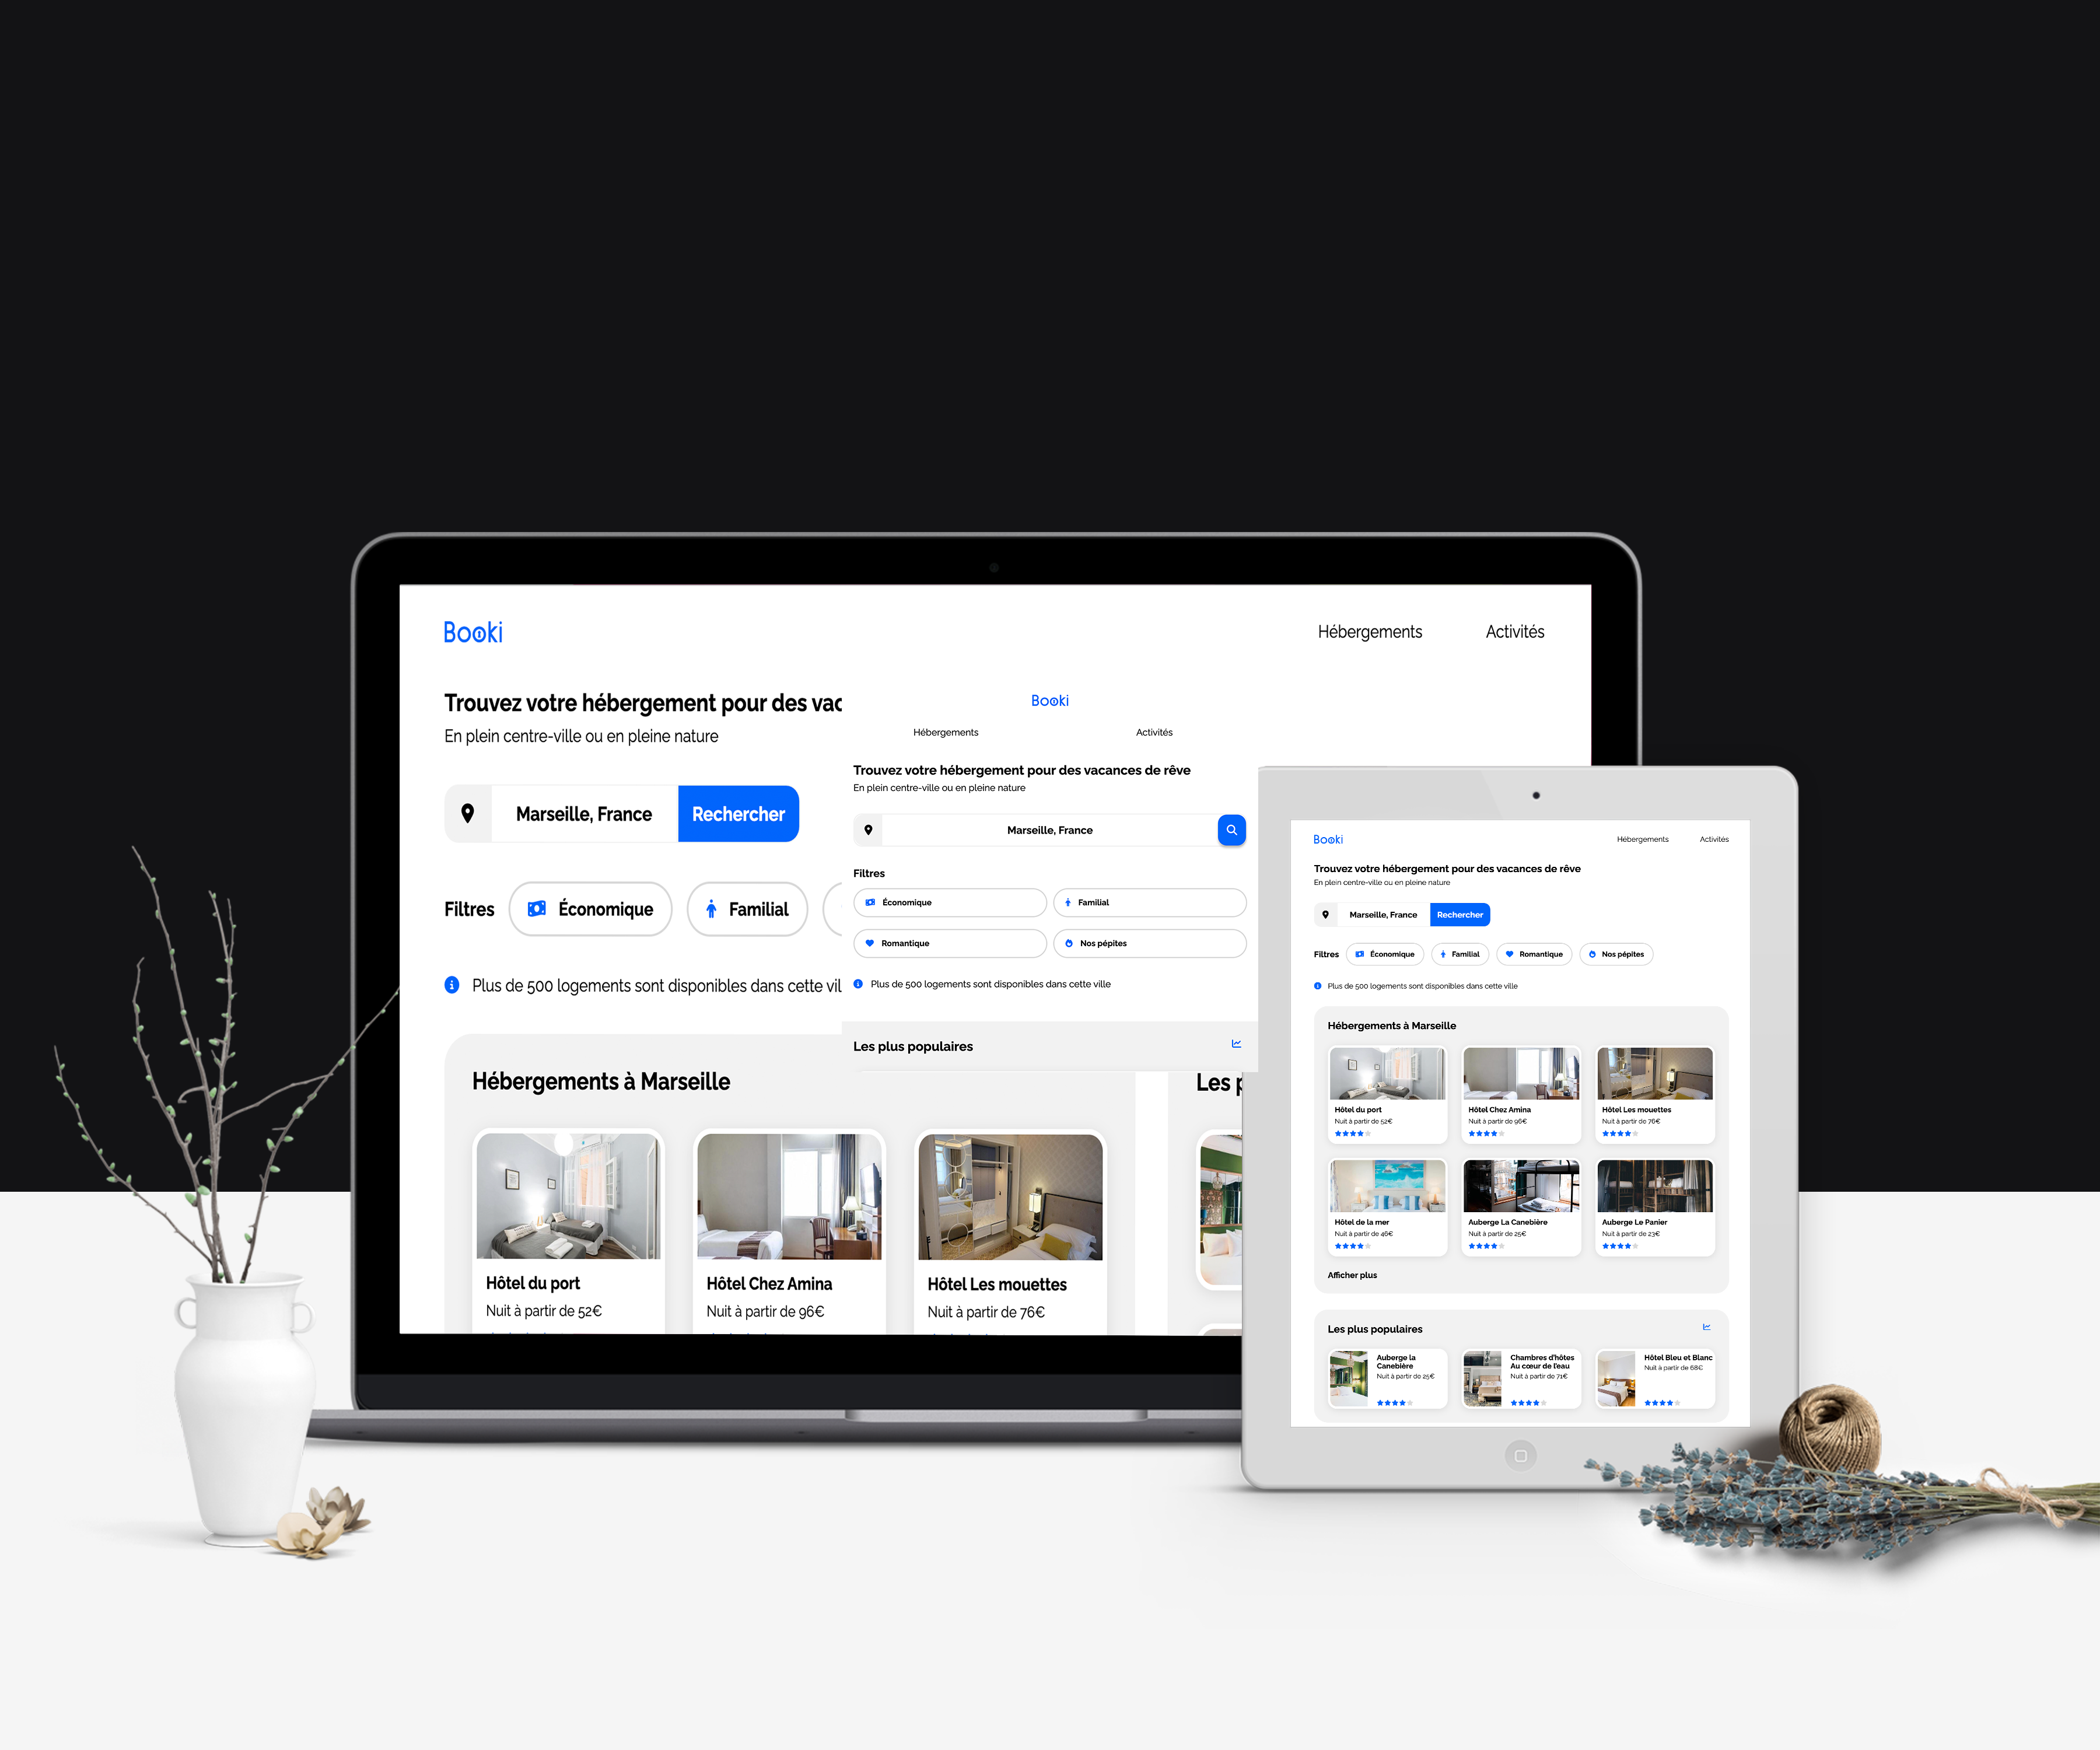 Booki
Hébergements
Activités
Trouvez votre hébergement pour des vac
En plein centre-ville ou en pleine nature
Marseille, France
Rechercher
Filtres
Économique
Familial
Plus de 500 logements sont disponibles dans cette vil
Hébergements à Marseille
Hôtel du port
Nuit à partir de 52€
Hôtel Chez Amina
Nuit à partir de 96€
Hôtel Les mouettes
Nuit à partir de 76€
Les p
Booki
Hébergements
Activités
Trouvez votre hébergement pour des vacances de rêve
En plein centre-ville ou en pleine nature
Marseille, France
Filtres
Économique
Familial
Romantique
Nos pépites
Plus de 500 logements sont disponibles dans cette ville
Les plus populaires
Booki
Hébergements
Activités
Trouvez votre hébergement pour des vacances de rêve
En plein centre-ville ou en pleine nature
Marseille, France
Rechercher
Filtres
Économique
Familial
Romantique
Nos pépites
Plus de 500 logements sont disponibles dans cette ville
Hébergements à Marseille
Hôtel du port
Nuit à partir de 52€
Hôtel Chez Amina
Nuit à partir de 96€
Hôtel Les mouettes
Nuit à partir de 76€
Hôtel de la mer
Nuit à partir de 46€
Auberge La Canebière
Nuit à partir de 25€
Auberge Le Panier
Nuit à partir de 23€
Afficher plus
Les plus populaires
Auberge la
Canebière
Nuit à partir de 25€
Chambres d'hôtes
Au cœur de l'eau
Nuit à partir de 71€
Hôtel Bleu et Blanc
Nuit à partir de 68€